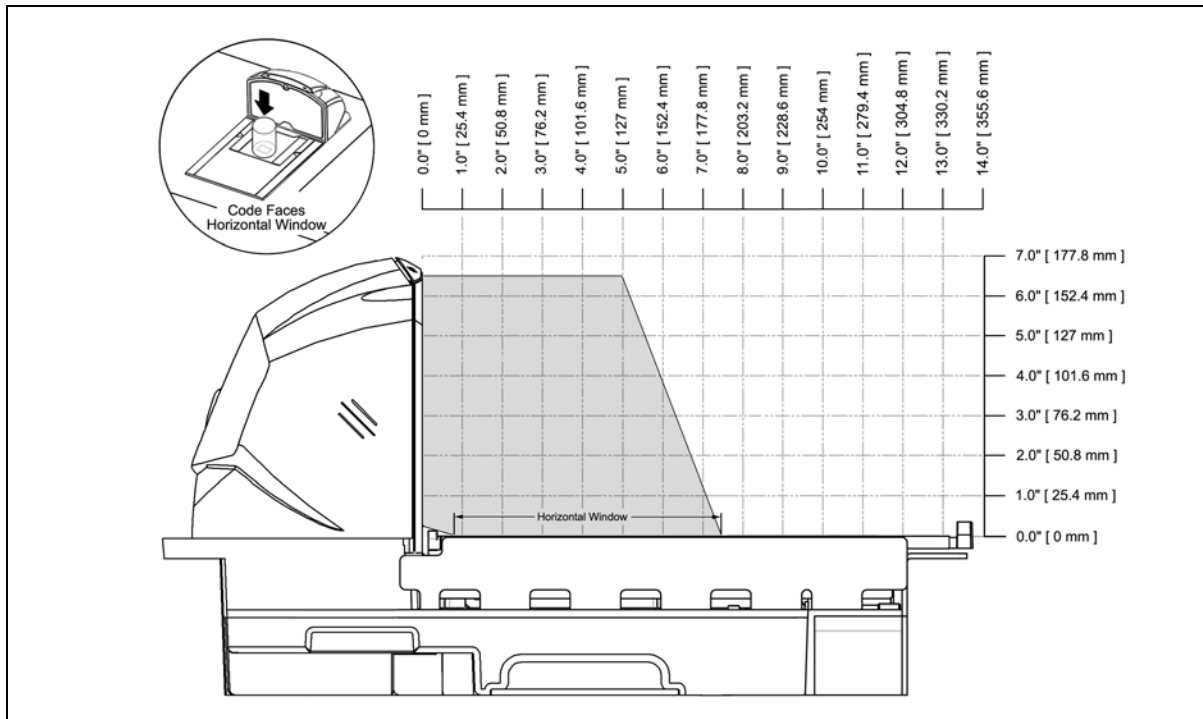 Code Faces
Horizontal Window
0.0" [ 0 mm ]
1.0" [ 25.4 mm ]
2.0" [ 50.8 mm ]
3.0" [ 76.2 mm ]
4.0" [ 101.6 mm ]
5.0" [ 127 mm ]
6.0" [ 152.4 mm ]
7.0" [ 177.8 mm ]
8.0" [ 203.2 mm ]
9.0" [ 228.6 mm ]
10.0" [ 254 mm ]
11.0" [ 279.4 mm ]
12.0" [ 304.8 mm ]
13.0" [ 330.2 mm ]
14.0" [ 355.6 mm ]
7.0" [ 177.8 mm ]
6.0" [ 152.4 mm ]
5.0" [ 127 mm ]
4.0" [ 101.6 mm ]
3.0" [ 76.2 mm ]
2.0" [ 50.8 mm ]
1.0" [ 25.4 mm ]
Horizontal Window
0.0" [ 0 mm ]